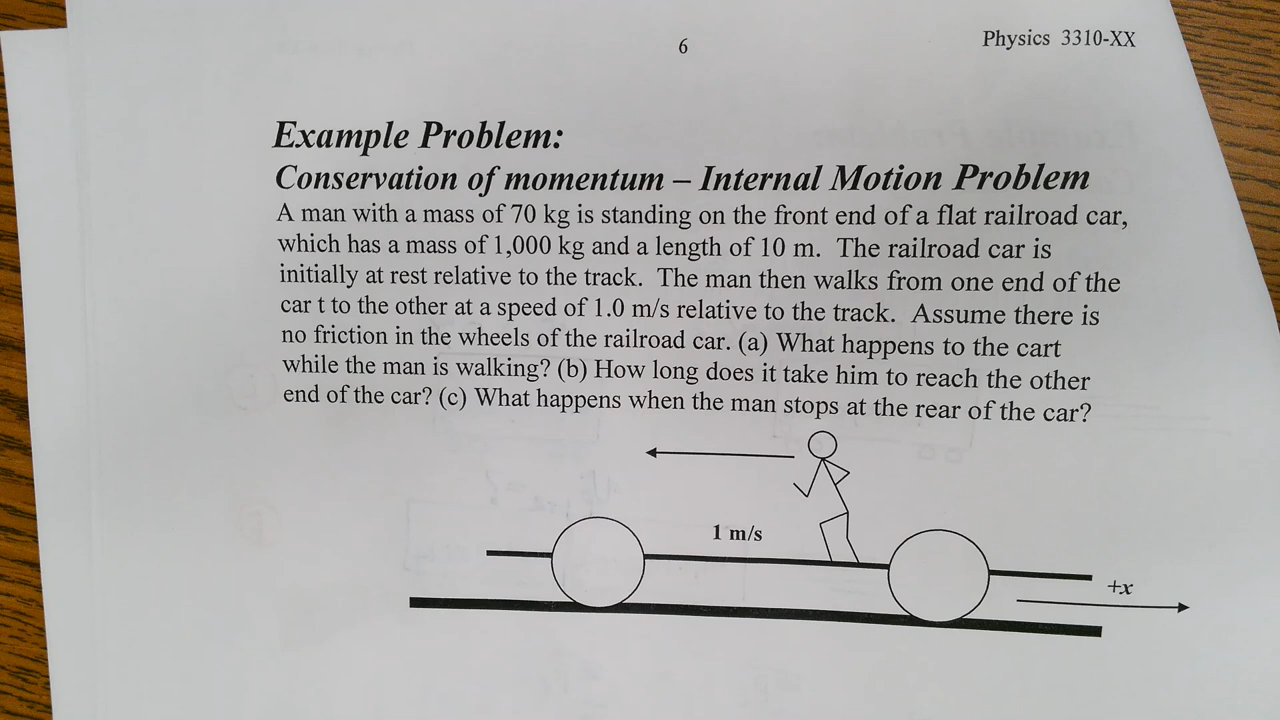 6
Physics 3310-XX
Example Problem:
Conservation of momentum – Internal Motion Problem
A man with a mass of 70 kg is standing on the front end of a flat railroad car,
which has a mass of 1,000 kg and a length of 10 m. The railroad car is
initially at rest relative to the track. The man then walks from one end of the
car t to the other at a speed of 1.0 m/s relative to the track. Assume there is
no friction in the wheels of the railroad car. (a) What happens to the cart
while the man is walking? (b) How long does it take him to reach the other
end of the car? (c) What happens when the man stops at the rear of the car?
1 m/s
+x